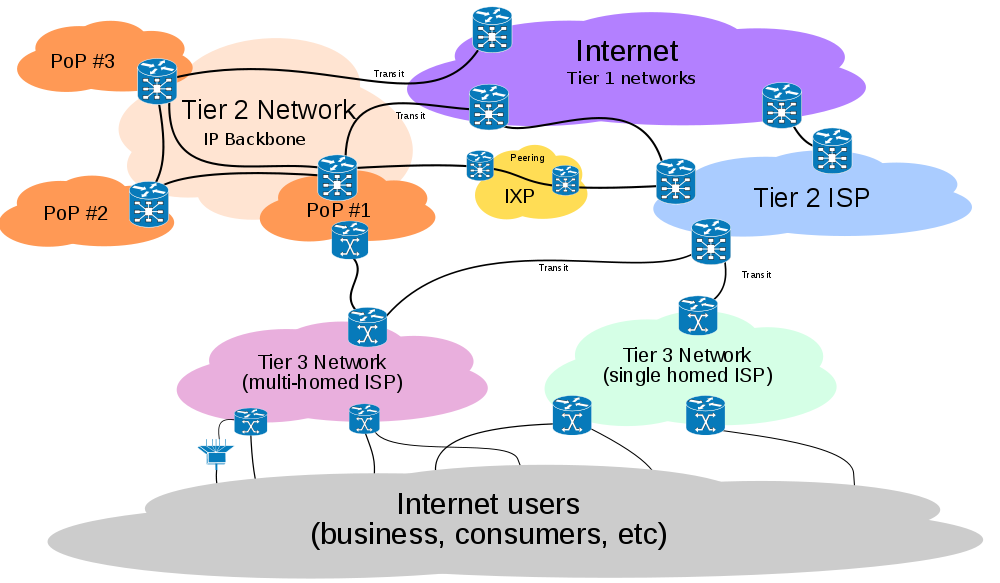 Internet
Tier 1 networks
PoP #3
Transit
Tier 2 Network
IP Backbone
Transit
Peering
IXP
Tier 2 ISP
PoP #2
PoP #1
Transit
Transit
Tier 3 Network
(multi-homed ISP)
Tier 3 Network
(single homed ISP)
Internet users
(business, consumers, etc)